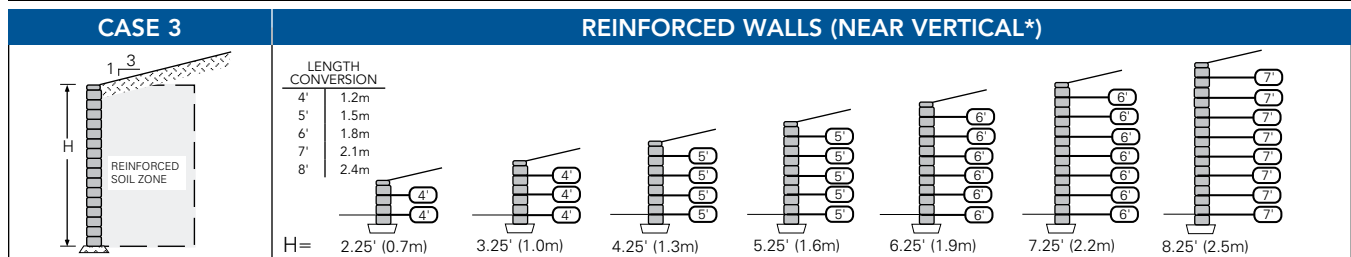 CASE 3
REINFORCED WALLS (NEAR VERTICAL*)
1 3
H
REINFORCED
SOIL ZONE
LENGTH
CONVERSION
4' 1.2m
5' 1.5m
6' 1.8m
7' 2.1m
8' 2.4m
7'
6' 7'
6' 6' 7'
5' 6' 6' 7'
5' 5' 6' 6' 7'
4' 5' 5' 6' 6' 7'
4' 4' 5' 5' 6' 6' 7'
4' 4' 5' 5' 6' 6' 7'
H= 2.25' (0.7m) 3.25' (1.0m) 4.25' (1.3m) 5.25' (1.6m) 6.25' (1.9m) 7.25' (2.2m) 8.25' (2.5m)